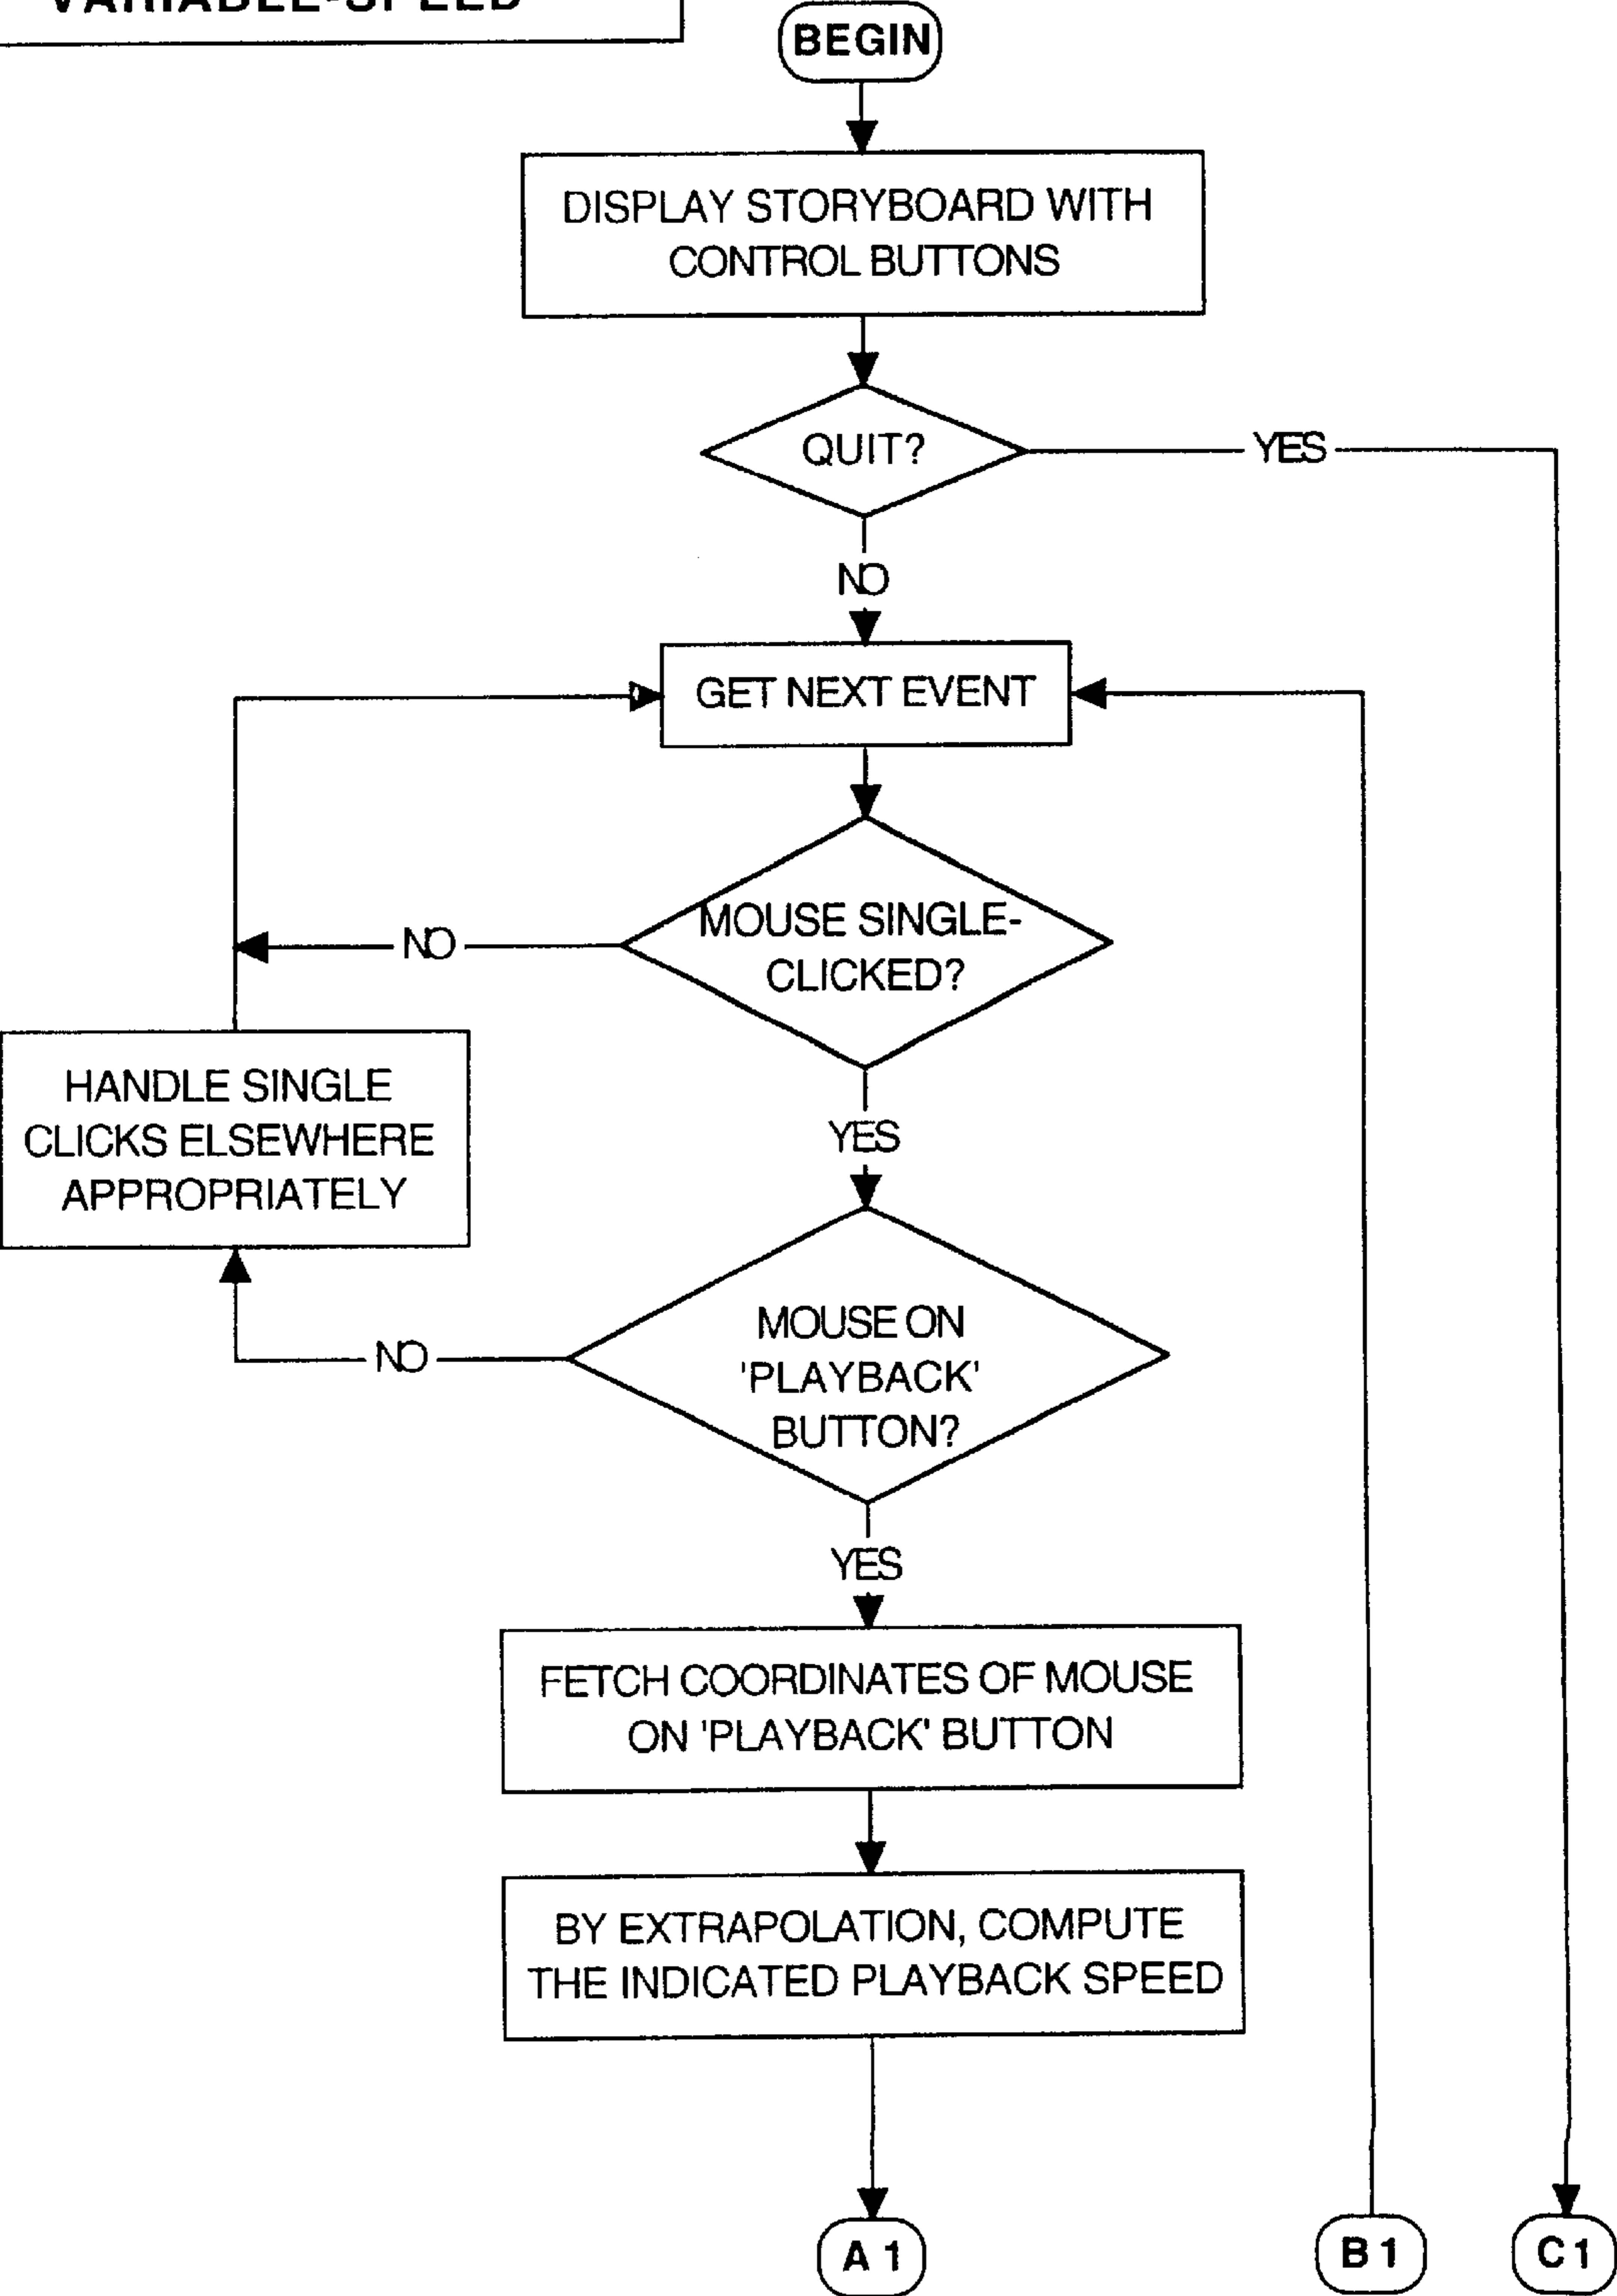 VARIABLE-SPEED
BEGIN
DISPLAY STORYBOARD WITH
CONTROL BUTTONS
QUIT?
YES
NO
GET NEXT EVENT
MOUSE SINGLE-
CLICKED?
NO
HANDLE SINGLE
CLICKS ELSEWHERE
APPROPRIATELY
YES
MOUSE ON
'PLAYBACK'
BUTTON?
NO
YES
FETCH COORDINATES OF MOUSE
ON 'PLAYBACK' BUTTON
BY EXTRAPOLATION, COMPUTE
THE INDICATED PLAYBACK SPEED
A 1
B 1
C 1